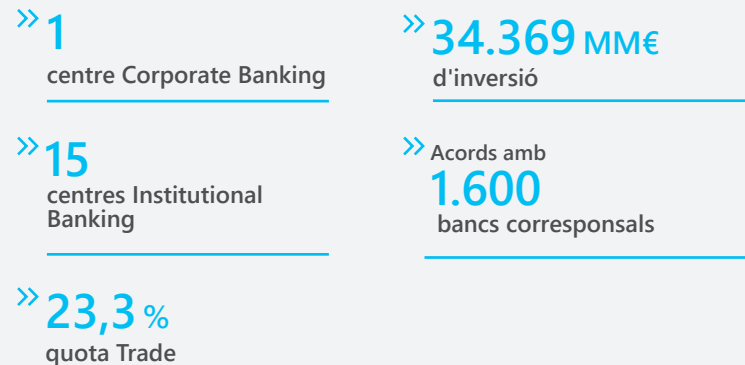 1
centre Corporate Banking
15
centres Institutional
Banking
23,3 %
quota Trade
34.369 MM€
d'inversió
Acords amb
1.600
bancs corresponsals